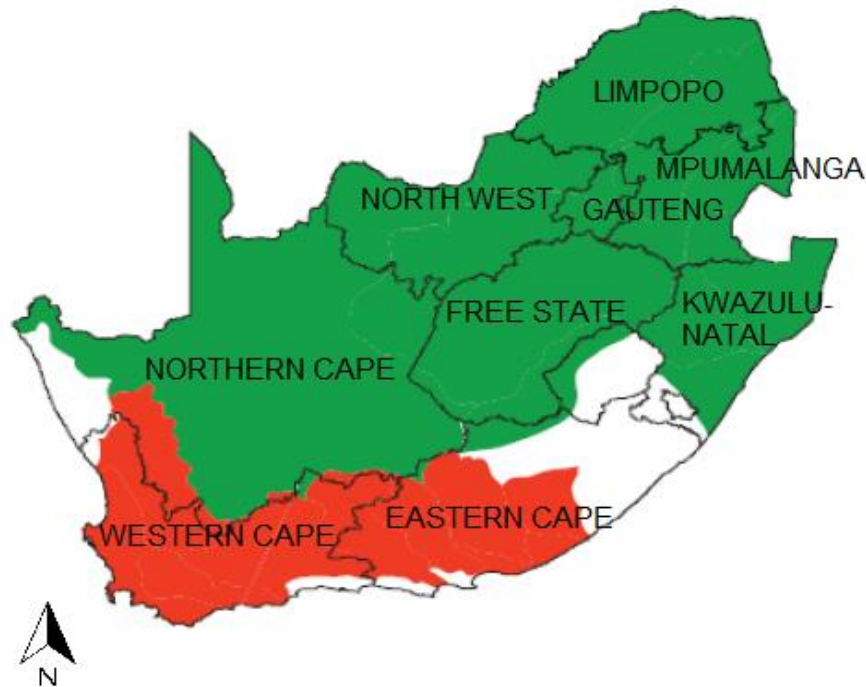 LIMPOPO
MPUMALANGA
NORTH WEST
GAUTENG
FREE STATE
KWAZULU-
NATAL
NORTHERN CAPE
WESTERN CAPE
EASTERN CAPE
N